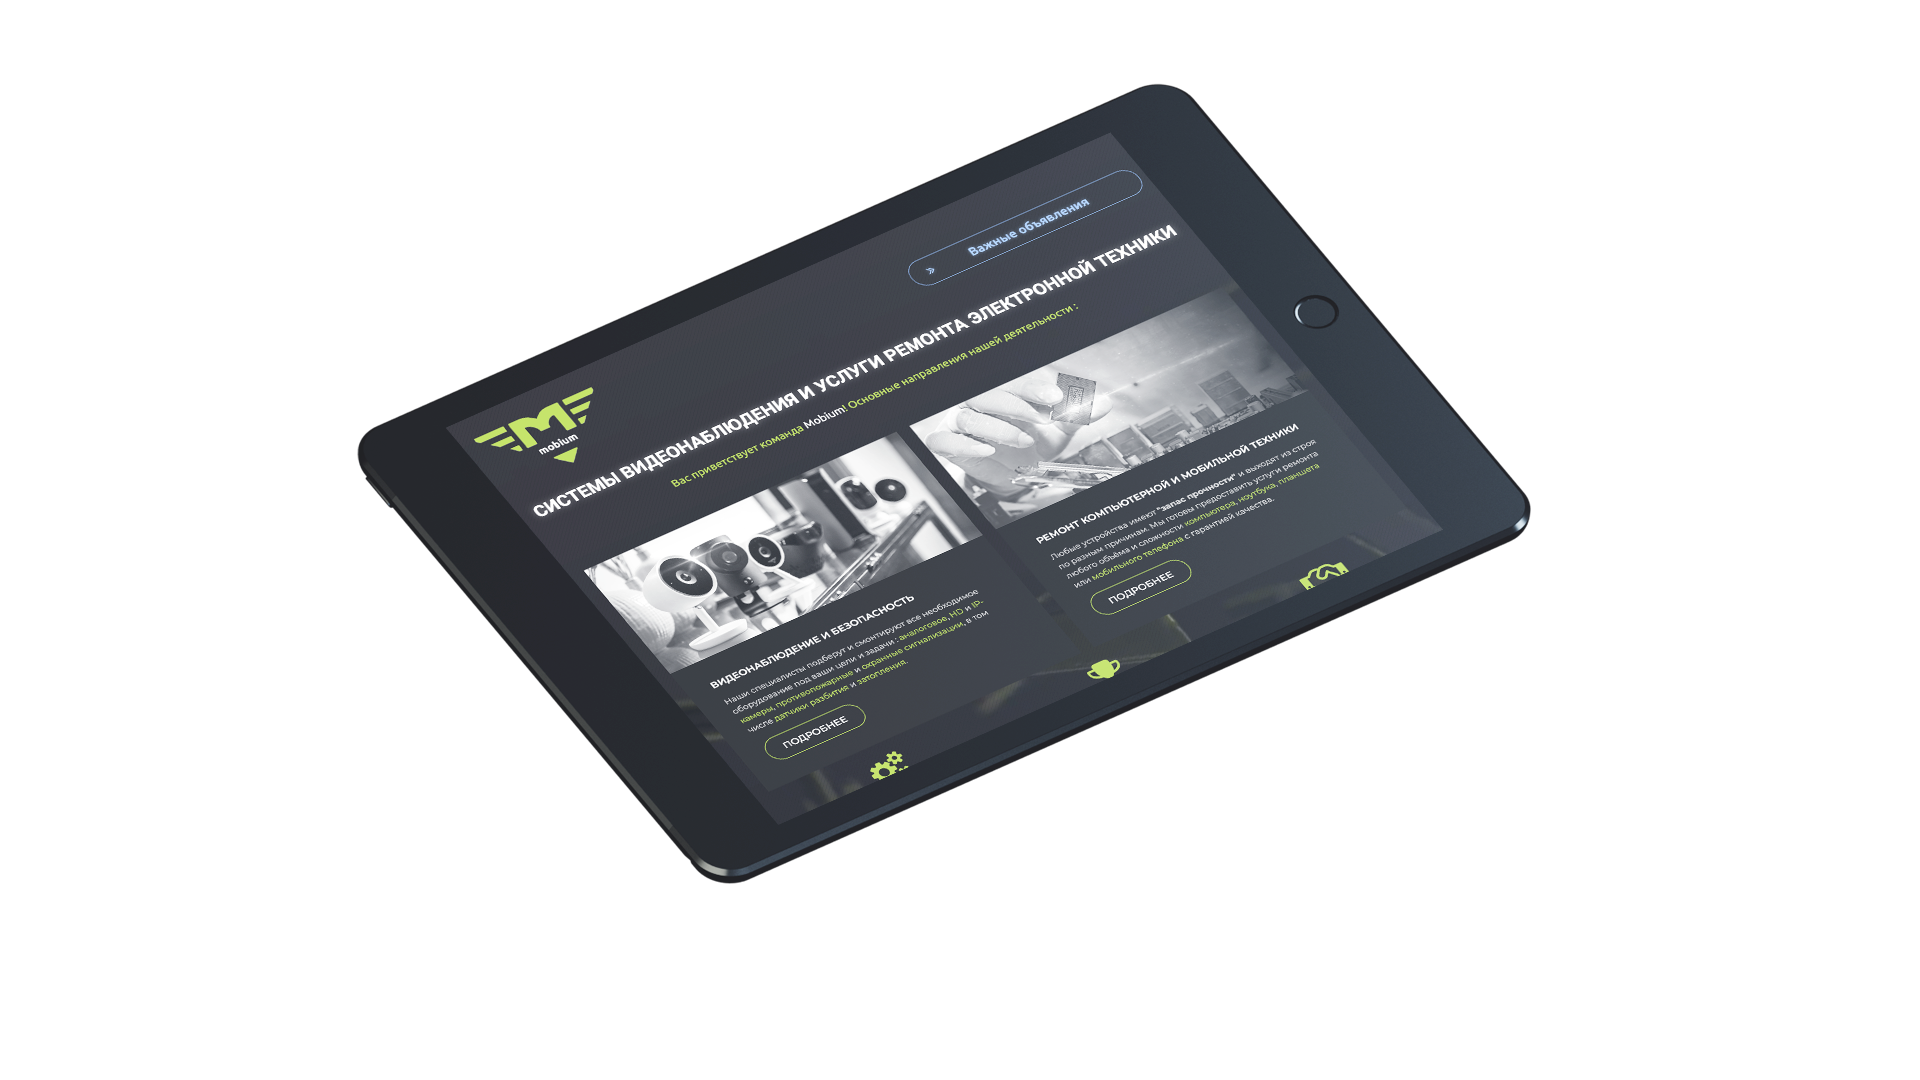 »
Важные объявления
M
mobium
СИСТЕМЫ ВИДЕОНАБЛЮДЕНИЯ И УСЛУГИ РЕМОНТА ЭЛЕКТРОННОЙ ТЕХНИКИ
Вас приветствует команда Mobium! Основные направления нашей деятельности :
ВИДЕОНАБЛЮДЕНИЕ И БЕЗОПАСНОСТЬ
Наши специалисты подберут и смонтируют все необходимое
оборудование под ваши цели и задачи : аналоговое, HD и IP-
камеры, противопожарные и охранные сигнализации, в том
числе датчики разбития и затопления.
ПОДРОБНЕЕ
РЕМОНТ КОМПЬЮТЕРНОЙ И МОБИЛЬНОЙ ТЕХНИКИ
Любые устройства имеют "запас прочности" и выходят из строя
по разным причинам. Мы готовы предоставить услуги ремонта
любого объёма и сложности компьютера, ноутбука, планшета
или мобильного телефона с гарантией качества.
ПОДРОБНЕЕ